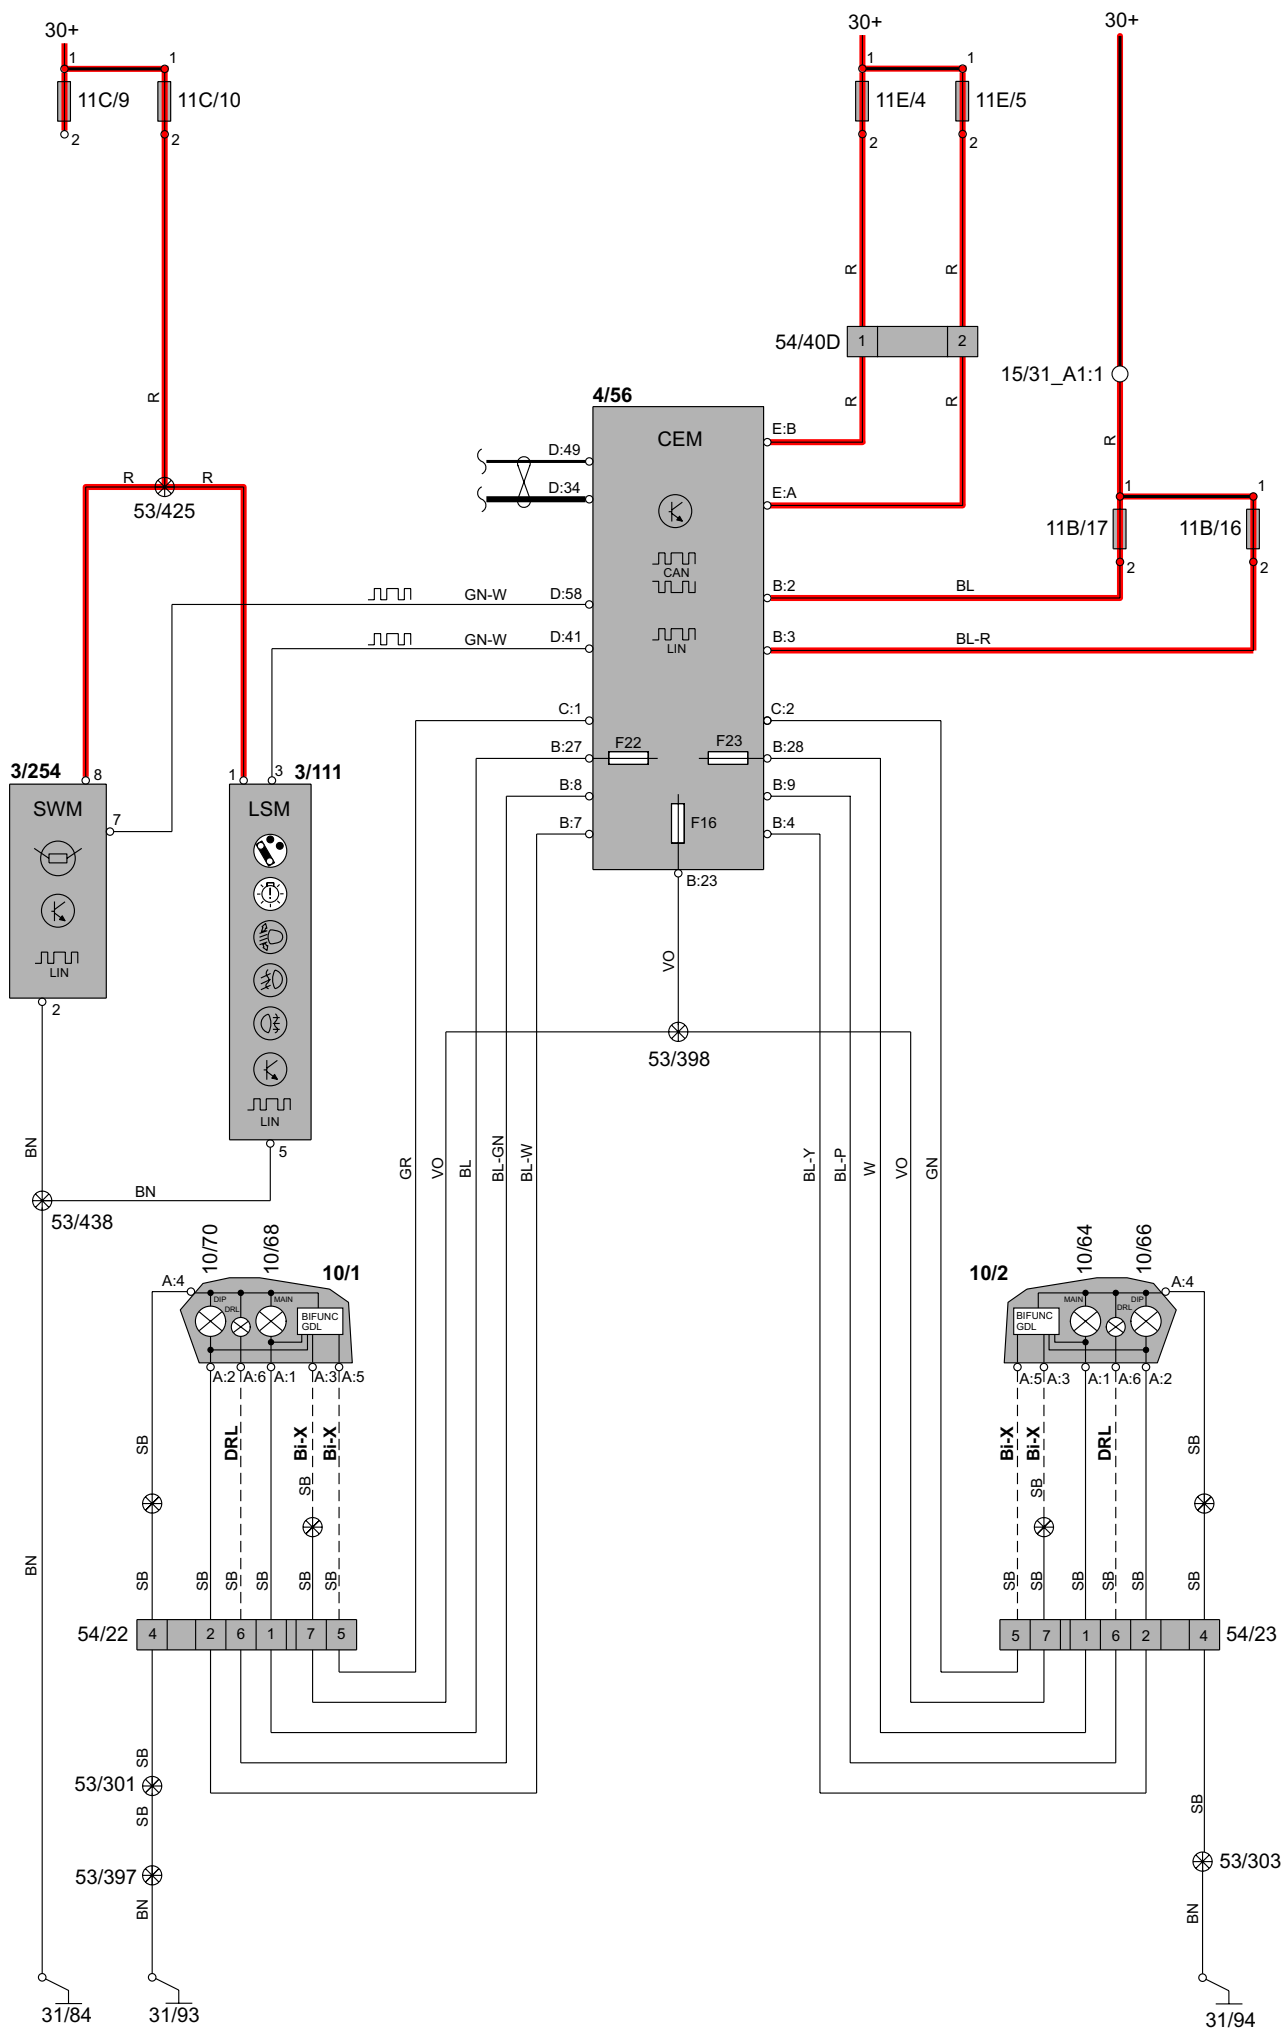 30+
30+
30+
1
1
11C/9
11C/10
2
2
1
1
11E/4
11E/5
2
2
R
R
54/40D
1
2
15/31_A1:1
R
R
R
R
4/56
CEM
E:B
E:A
D:49
D:34
R
R
53/425
1
1
11B/17
11B/16
2
2
CAN
GN-W
D:58
B:2
BL
GN-W
D:41
LIN
B:3
BL-R
C:1
C:2
B:27
F22
F23
B:28
B:8
B:9
B:7
F16
B:4
B:23
3/254
8
1
3
3/111
SWM
7
LSM
LIN
2
VO
53/398
LIN
5
BN
BN
53/438
GR
VO
BL
BL-GN
BL-W
BL-Y
BL-P
W
VO
GN
10/70
10/68
10/1
A:4
DIP
DRL
MAIN
BIFUNC
GDL
A:2
A:6
A:1
A:3
A:5
10/2
10/64
10/66
A:4
BIFUNC
GDL
MAIN
DRL
DIP
A:5
A:3
A:1
A:6
A:2
SB
DRL
Bi-X
Bi-X
SB
Bi-X
Bi-X
SB
DRL
SB
BN
SB
SB
SB
SB
SB
SB
SB
SB
SB
SB
SB
SB
54/22
4
2
6
1
7
5
5
7
1
6
2
4
54/23
SB
53/301
SB
53/397
BN
SB
53/303
BN
31/84
31/93
31/94